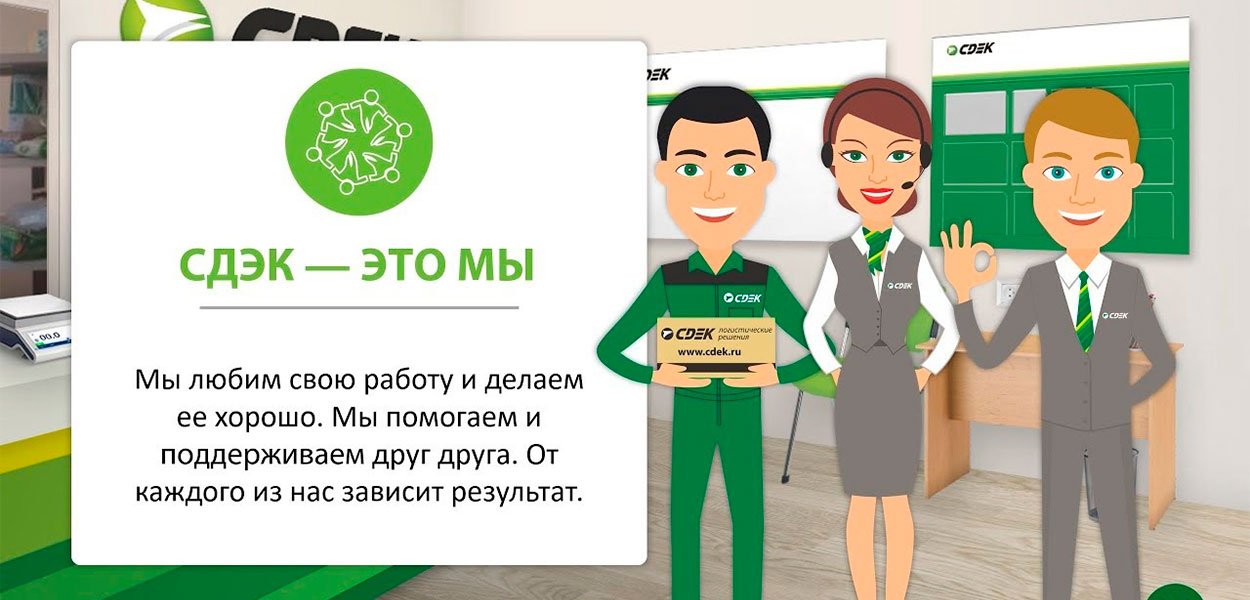 CDEK
СДЭК — ЭТО МЫ
Мы любим свою работу и делаем
ее хорошо. Мы помогаем и
поддерживаем друг друга. От
каждого из нас зависит результат.
00.0
CDEK
CDEK
CDEK логистические
решения
www.cdek.ru
CDEK
CDEK